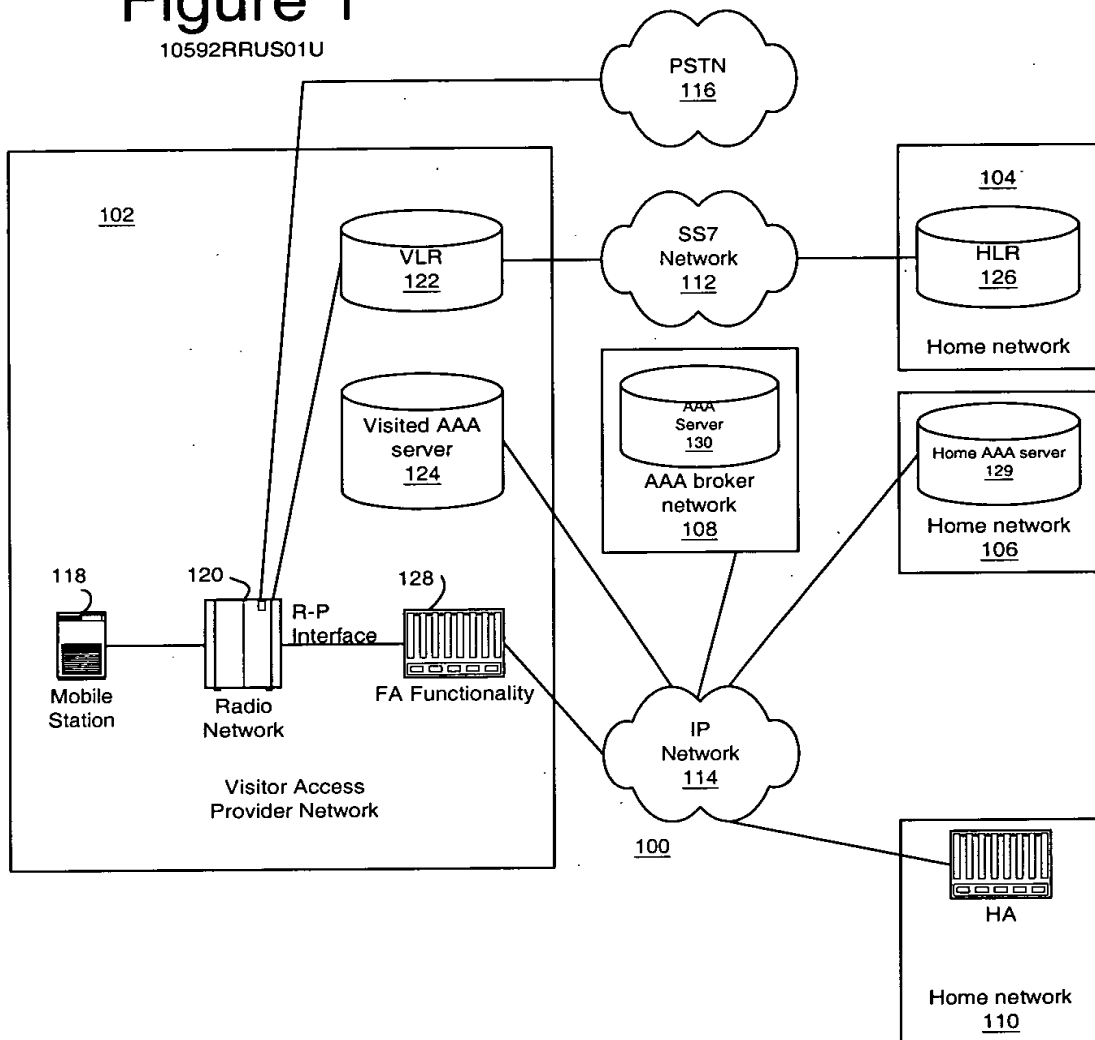 Figure 1
10592RRUS01U
PSTN
116
102
VLR
122
SS7
Network
112
104
HLR
126
Home network
Visited AAA
server
124
AAA
Server
130
AAA broker
network
108
Home AAA server
129
Home network
106
118
120
128
R-P
Interface
Mobile
Station
Radio
Network
FA Functionality
Visitor Access
Provider Network
IP
Network
114
100
HA
Home network
110